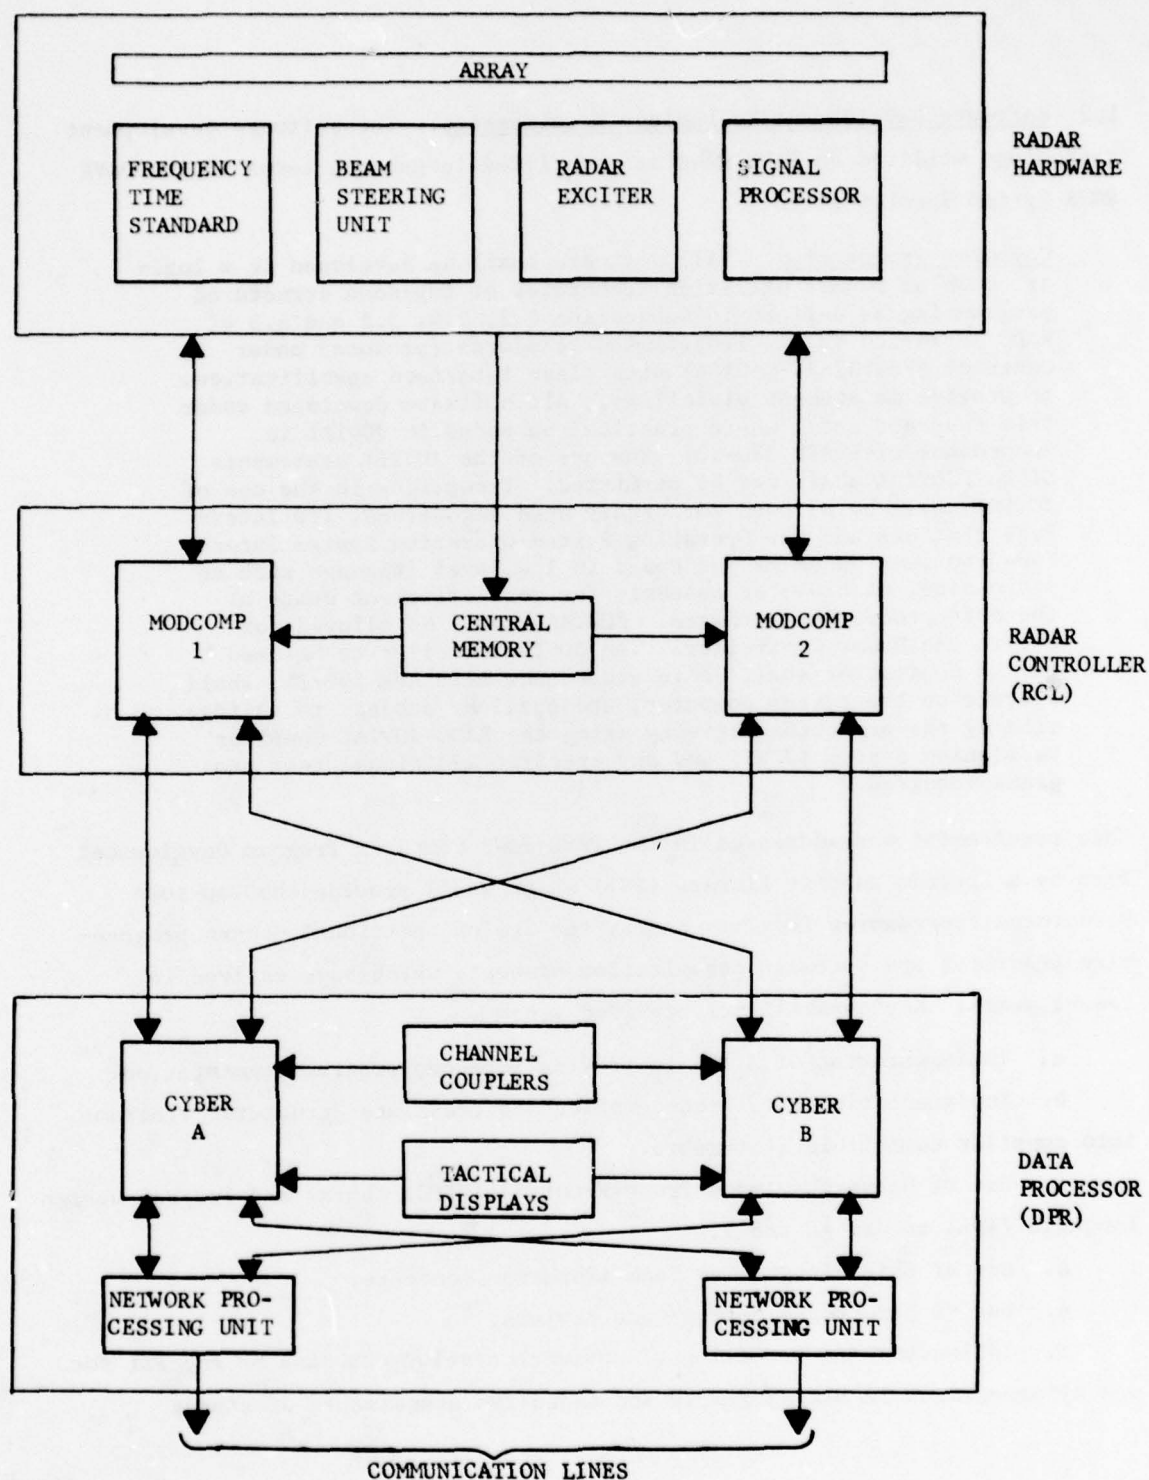 ARRAY
FREQUENCY
TIME
STANDARD
BEAM
STEERING
UNIT
RADAR
EXCITER
SIGNAL
PROCESSOR
RADAR
HARDWARE
MODCOMP
1
CENTRAL
MEMORY
MODCOMP
2
RADAR
CONTROLLER
(RCL)
CHANNEL
COUPLERS
CYBER
A
CYBER
B
TACTICAL
DISPLAYS
DATA
PROCESSOR
(DPR)
NETWORK PRO-
CESSING UNIT
NETWORK PRO-
CESSING UNIT
COMMUNICATION LINES